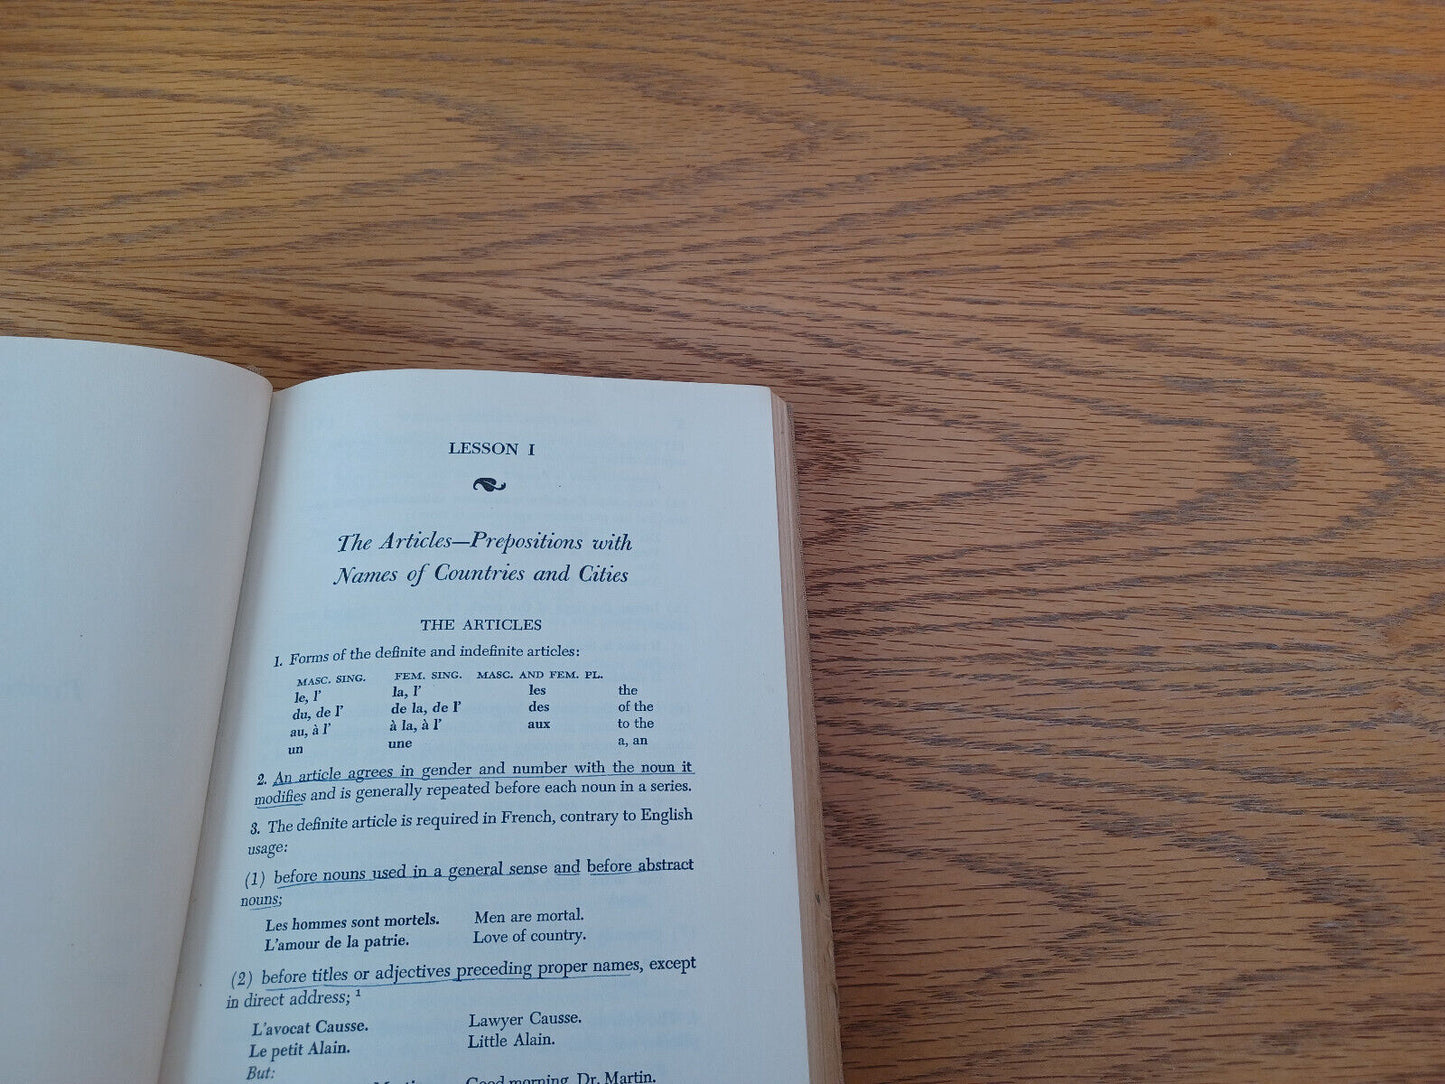 LESSON I
The Articles—Prepositions with
Names of Countries and Cities
THE ARTICLES
1. Forms of the definite and indefinite articles:
MASC. SING. FEM. SING. MASC. AND FEM. PL.
le, l' la, l' les the
du, de l' de la, de l' des of the
au, à l' à la, à l' aux to the
un une a, an
2. An article agrees in gender and number with the noun it
modifies and is generally repeated before each noun in a series.
3. The definite article is required in French, contrary to English
usage:
(1) before nouns used in a general sense and before abstract
nouns;
Les hommes sont mortels. Men are mortal.
L'amour de la patrie. Love of country.
(2) before titles or adjectives preceding proper names, except
in direct address; 1
L'avocat Causse. Lawyer Causse.
Le petit Alain. Little Alain.
But:
Good morning, Dr. Martin.